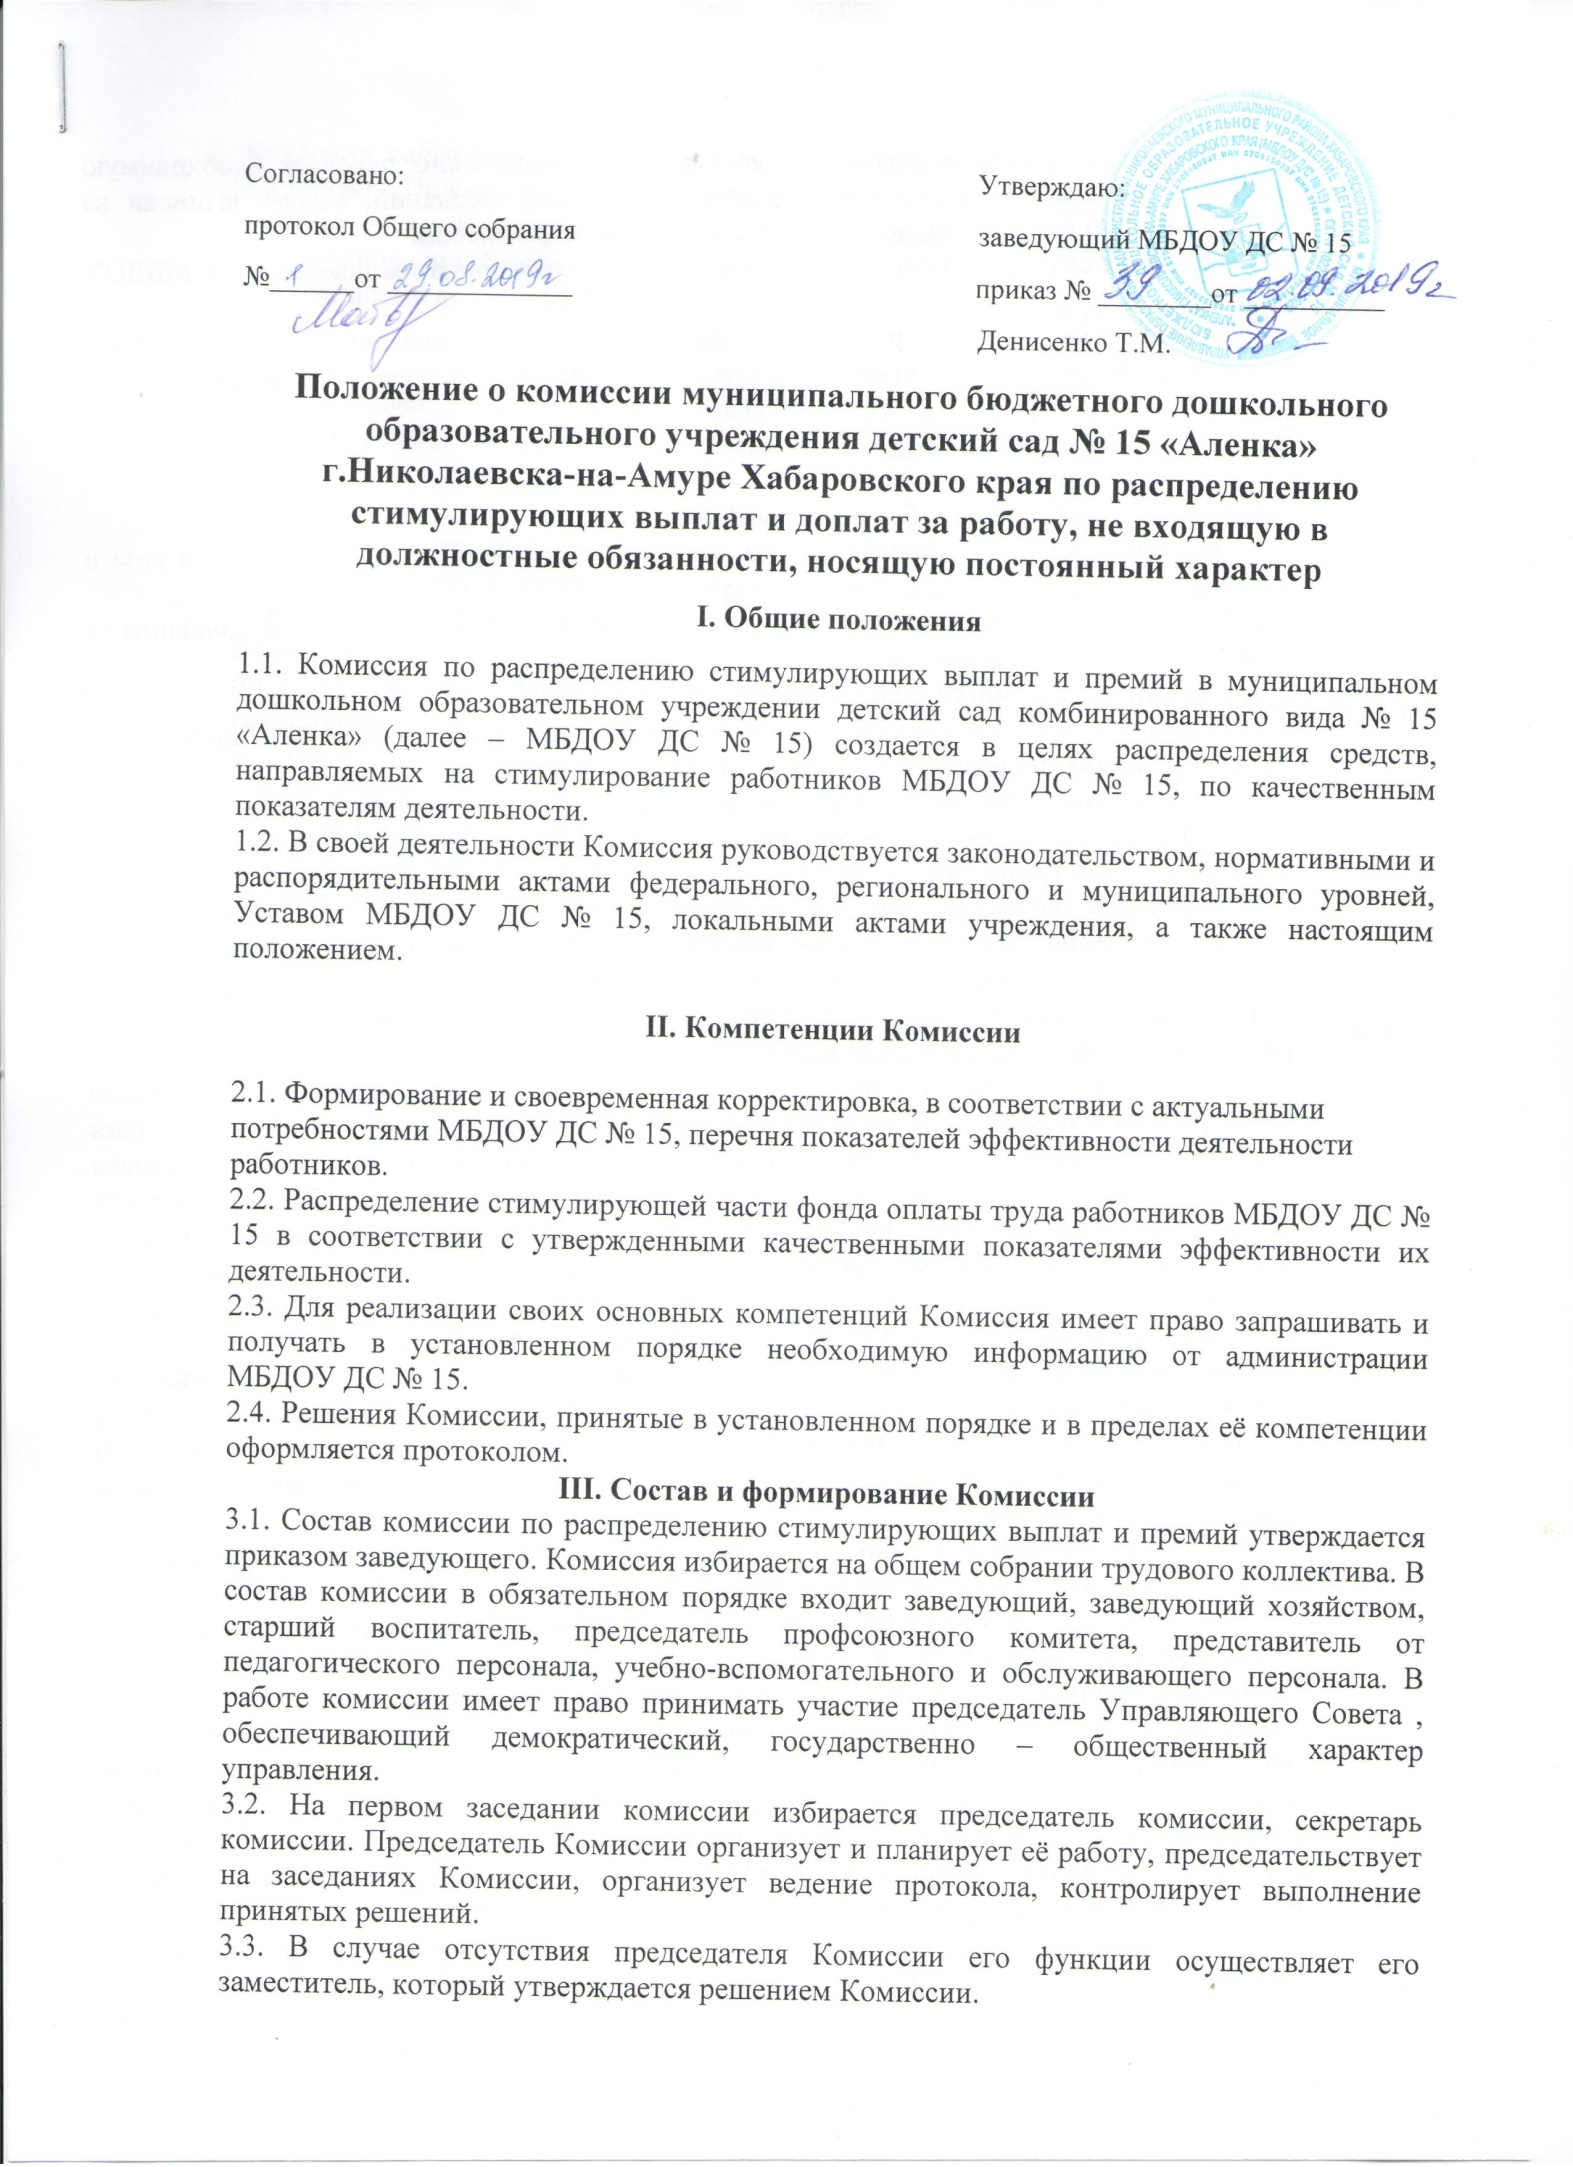 Согласовано:
протокол Общего собрания
№ 1 от 29.08.2019г
Утверждаю:
заведующий МБДОУ ДС № 15
приказ № 39 от 02.09.2019г
Денисенко Т.М.
Положение о комиссии муниципального бюджетного дошкольного
образовательного учреждения детский сад № 15 «Аленка»
г.Николаевска-на-Амуре Хабаровского края по распределению
стимулирующих выплат и доплат за работу, не входящую в
должностные обязанности, носящую постоянный характер
I. Общие положения
1.1. Комиссия по распределению стимулирующих выплат и премий в муниципальном
дошкольном образовательном учреждении детский сад комбинированного вида № 15
«Аленка» (далее – МБДОУ ДС № 15) создается в целях распределения средств,
направляемых на стимулирование работников МБДОУ ДС № 15, по качественным
показателям деятельности.
1.2. В своей деятельности Комиссия руководствуется законодательством, нормативными и
распорядительными актами федерального, регионального и муниципального уровней,
Уставом МБДОУ ДС № 15, локальными актами учреждения, а также настоящим
положением.
II. Компетенции Комиссии
2.1. Формирование и своевременная корректировка, в соответствии с актуальными
потребностями МБДОУ ДС № 15, перечня показателей эффективности деятельности
работников.
2.2. Распределение стимулирующей части фонда оплаты труда работников МБДОУ ДС №
15 в соответствии с утвержденными качественными показателями эффективности их
деятельности.
2.3. Для реализации своих основных компетенций Комиссия имеет право запрашивать и
получать в установленном порядке необходимую информацию от администрации
МБДОУ ДС № 15.
2.4. Решения Комиссии, принятые в установленном порядке и в пределах её компетенции
оформляется протоколом.
III. Состав и формирование Комиссии
3.1. Состав комиссии по распределению стимулирующих выплат и премий утверждается
приказом заведующего. Комиссия избирается на общем собрании трудового коллектива. В
состав комиссии в обязательном порядке входит заведующий, заведующий хозяйством,
старший воспитатель, председатель профсоюзного комитета, представитель от
педагогического персонала, учебно-вспомогательного и обслуживающего персонала. В
работе комиссии имеет право принимать участие председатель Управляющего Совета ,
обеспечивающий демократический, государственно – общественный характер
управления.
3.2. На первом заседании комиссии избирается председатель комиссии, секретарь
комиссии. Председатель Комиссии организует и планирует её работу, председательствует
на заседаниях Комиссии, организует ведение протокола, контролирует выполнение
принятых решений.
3.3. В случае отсутствия председателя Комиссии его функции осуществляет его
заместитель, который утверждается решением Комиссии.